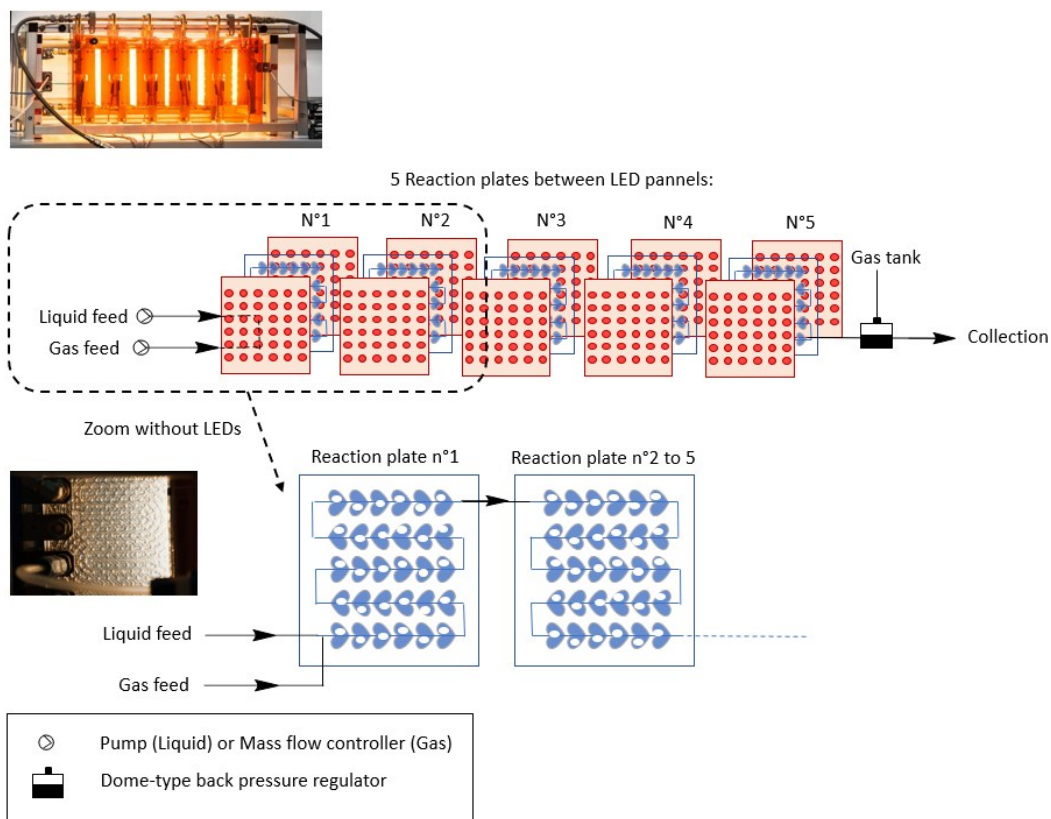 5 Reaction plates between LED pannels:
N°1
N°2
N°3
N°4
N°5
Gas tank
Liquid feed
Gas feed
Collection
Zoom without LEDs
Reaction plate n°1
Reaction plate n°2 to 5
Liquid feed
Gas feed
Pump (Liquid) or Mass flow controller (Gas)
Dome-type back pressure regulator